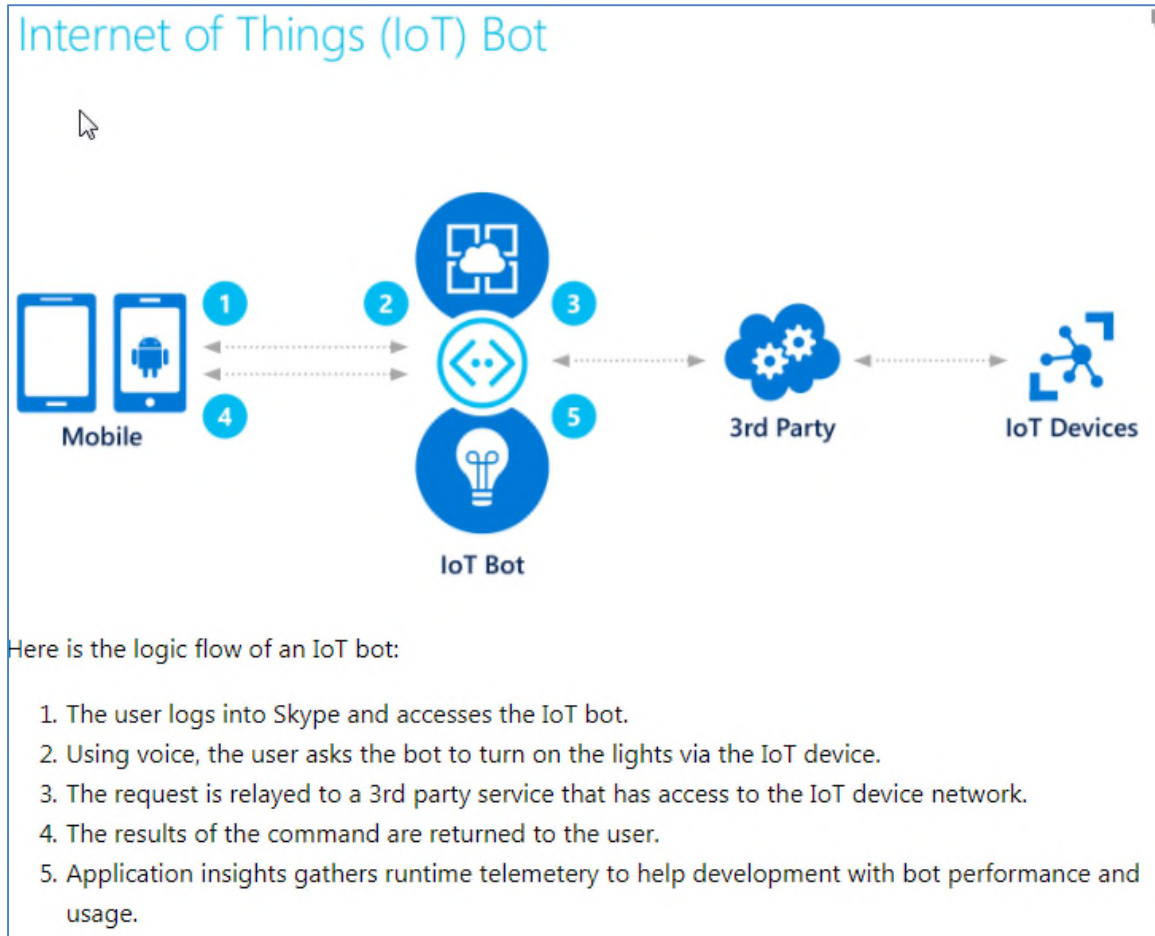 Internet of Things (IoT) Bot
1
2
3
4
5
Mobile
3rd Party
IoT Devices
IoT Bot
Here is the logic flow of an IoT bot:
1. The user logs into Skype and accesses the IoT bot.
2. Using voice, the user asks the bot to turn on the lights via the IoT device.
3. The request is relayed to a 3rd party service that has access to the IoT device network.
4. The results of the command are returned to the user.
5. Application insights gathers runtime telemetery to help development with bot performance and
usage.